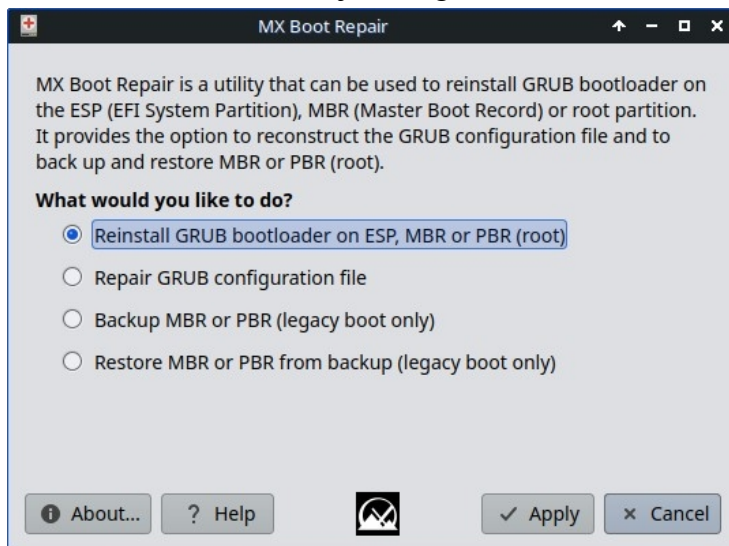 MX Boot Repair
MX Boot Repair is a utility that can be used to reinstall GRUB bootloader on
the ESP (EFI System Partition), MBR (Master Boot Record) or root partition.
It provides the option to reconstruct the GRUB configuration file and to
back up and restore MBR or PBR (root).
What would you like to do?
Reinstall GRUB bootloader on ESP, MBR or PBR (root)
Repair GRUB configuration file
Backup MBR or PBR (legacy boot only)
Restore MBR or PBR from backup (legacy boot only)
About... ? Help Apply Cancel